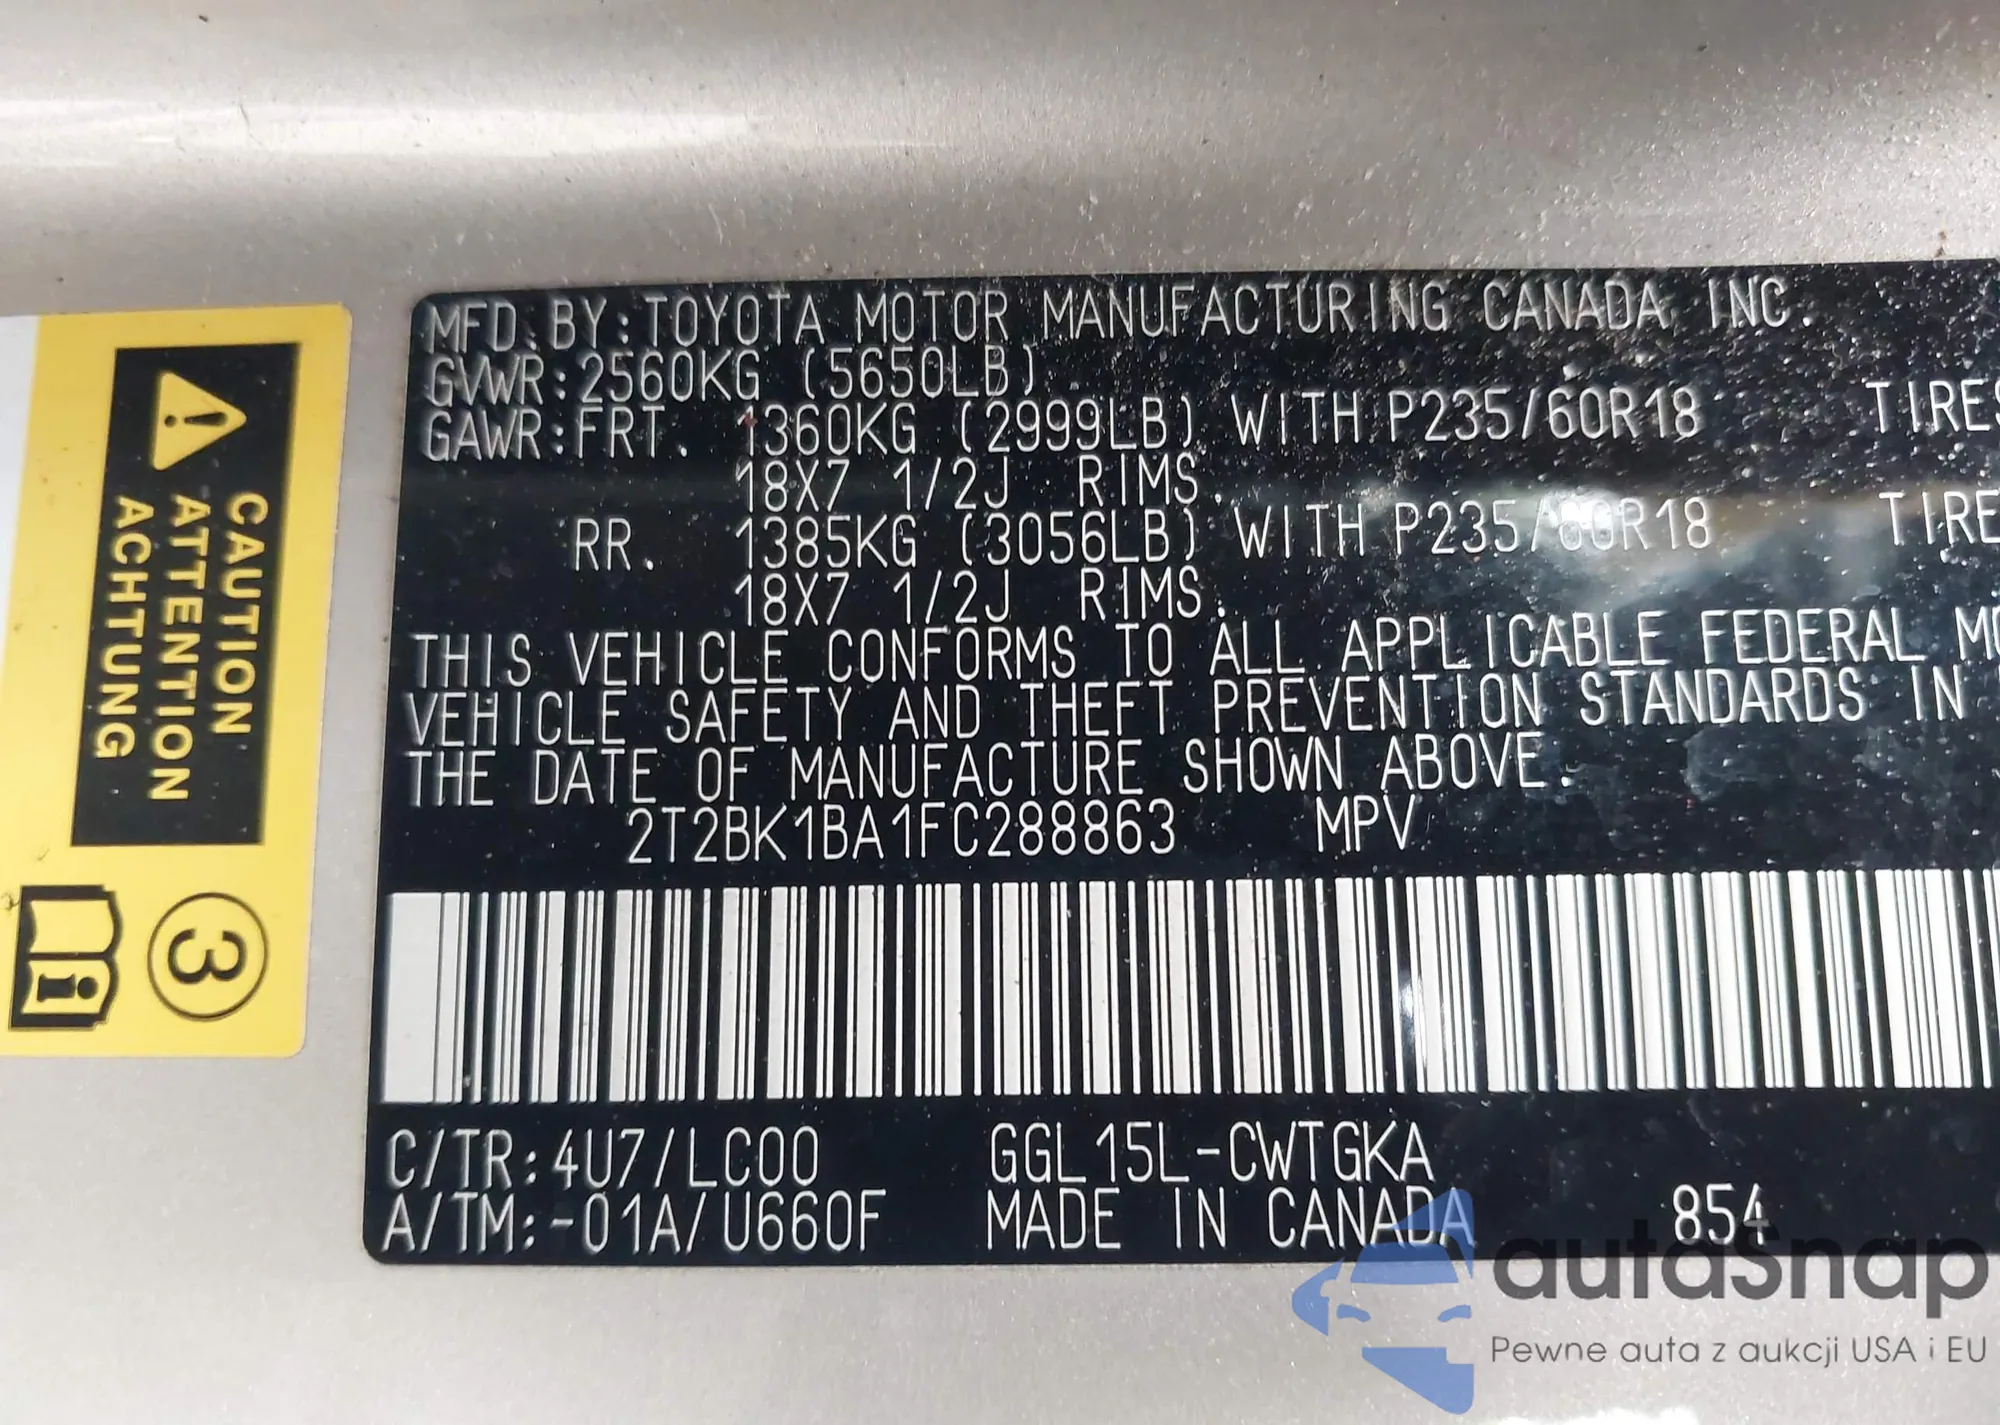 CAUTION
ATTENTION
ACHTUNG
3
MFD. BY:TOYOTA MOTOR MANUFACTURING CANADA INC.
GVWR:2560KG (5650LB)
GAWR:FRT. 1360KG (2999LB) WITH P235/60R18 TIRES
18X7 1/2J RIMS.
RR. 1385KG (3056LB) WITH P235/60R18 TIRE
18X7 1/2J RIMS.
THIS VEHICLE CONFORMS TO ALL APPLICABLE FEDERAL MO
VEHICLE SAFETY AND THEFT PREVENTION STANDARDS IN
THE DATE OF MANUFACTURE SHOWN ABOVE.
2T2BK1BA1FC288863 MPV
C/TR:4U7/LC00 GGL15L-CWTGKA
A/TM:-01A/U660F MADE IN CANADA 854
autaSnap
Pewne auta z aukcji USA i EU